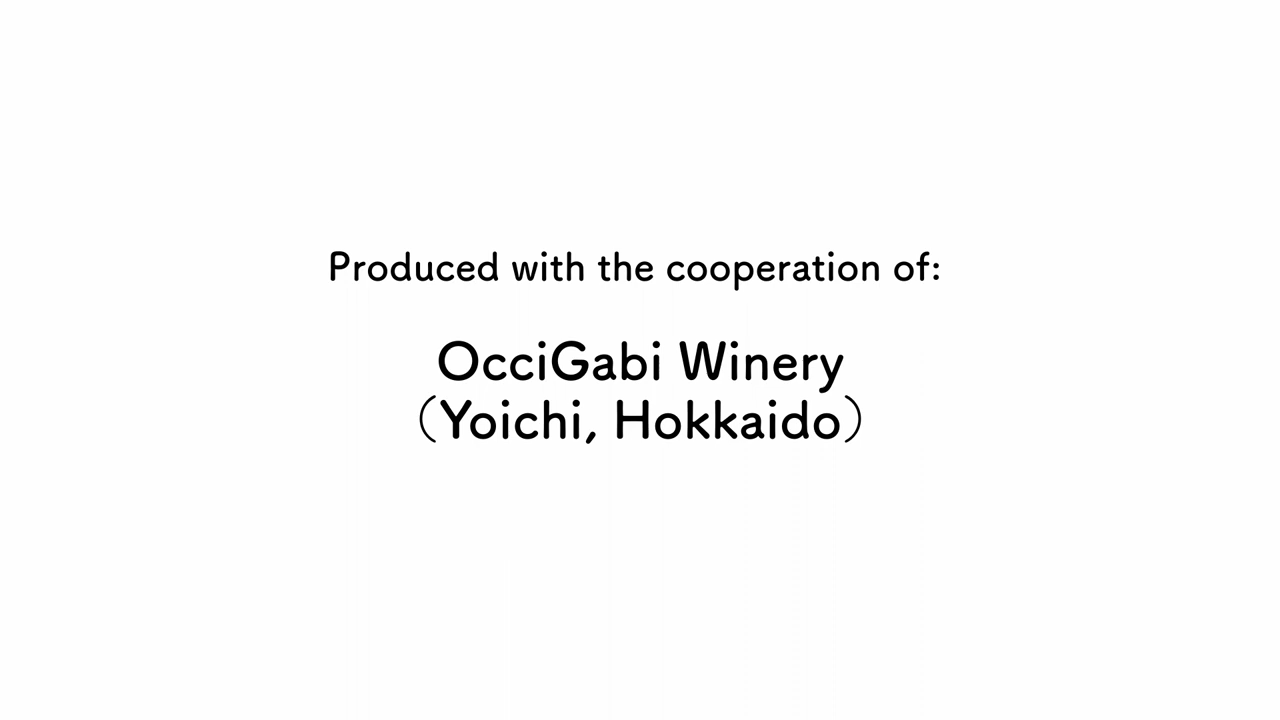 Produced with the cooperation of:
OcciGabi Winery
（Yoichi, Hokkaido）